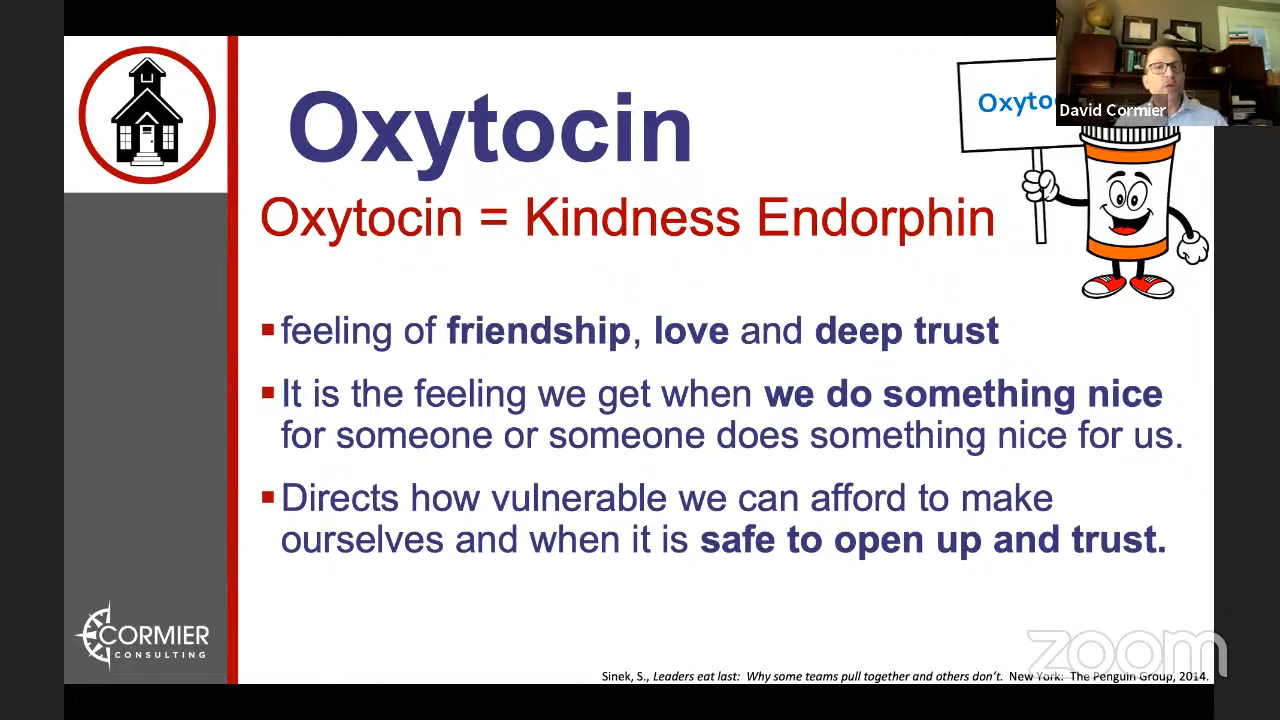 Oxytocin
Oxyto
David Cormier
Oxytocin = Kindness Endorphin
▪feeling of friendship, love and deep trust
▪It is the feeling we get when we do something nice
for someone or someone does something nice for us.
▪Directs how vulnerable we can afford to make
ourselves and when it is safe to open up and trust.
CORMIER
CONSULTING
zoom
Sinek, S., Leaders eat last: Why some teams pull together and others don't. New York: The Penguin Group, 2014.